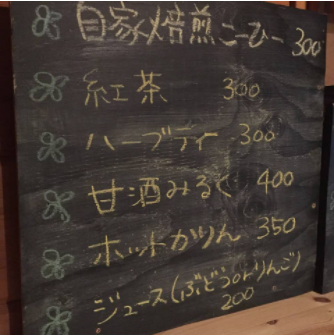 自家焙煎こーひー 300
紅茶 300
ハーブティ 300
甘酒みるく 400
ホットかりん 350
ジュース(ぶどうorりんご)
200